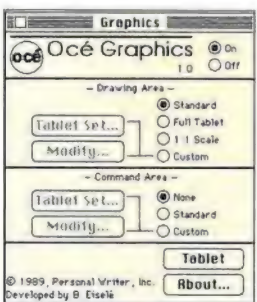 Graphics
océ Océ Graphics
1.0
On
Off
– Drawing Area –
Standard
Full Tablet
1 1 Scale
Custom
Tablet Set...
Modify...
– Command Area –
None
Standard
Custom
Tablet Set...
Modify...
Tablet
© 1989, Personal Writer, Inc.
Developed by B. Eisele
About...